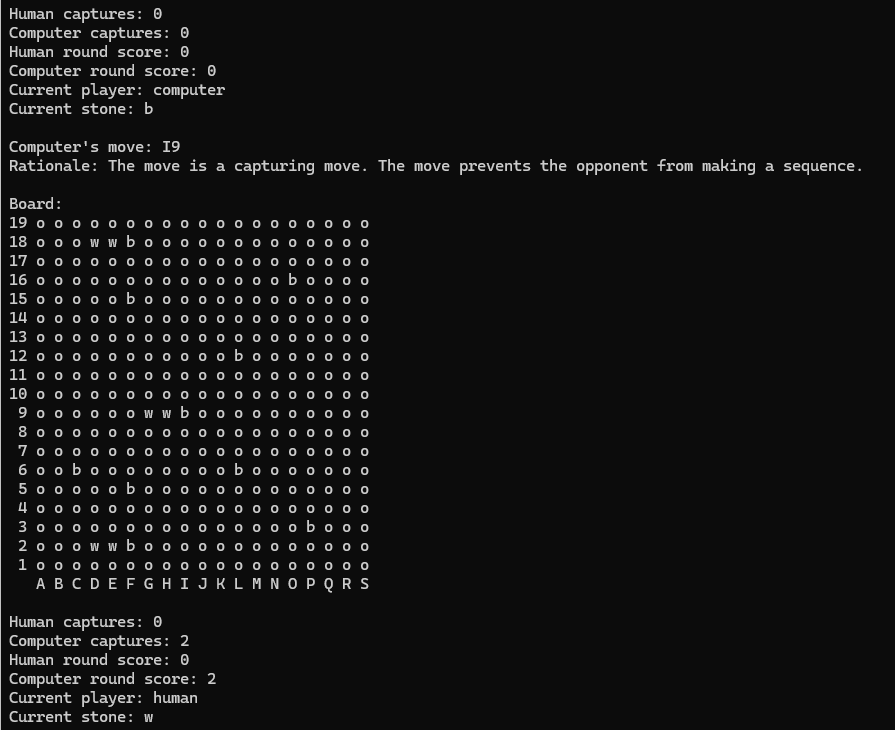 Human captures: 0
Computer captures: 0
Human round score: 0
Computer round score: 0
Current player: computer
Current stone: b
Computer's move: I9
Rationale: The move is a capturing move. The move prevents the opponent from making a sequence.
Board:
19 o o o o o o o o o o o o o o o o o o o
18 o o o w w b o o o o o o o o o o o o o
17 o o o o o o o o o o o o o o o o o o o
16 o o o o o o o o o o o o o o b o o o o
15 o o o o o b o o o o o o o o o o o o o
14 o o o o o o o o o o o o o o o o o o o
13 o o o o o o o o o o o o o o o o o o o
12 o o o o o o o o o o o b o o o o o o o
11 o o o o o o o o o o o o o o o o o o o
10 o o o o o o o o o o o o o o o o o o o
9 o o o o o o w w b o o o o o o o o o o
8 o o o o o o o o o o o o o o o o o o o
7 o o o o o o o o o o o o o o o o o o o
6 o o b o o o o o o o o b o o o o o o o
5 o o o o o b o o o o o o o o o o o o o
4 o o o o o o o o o o o o o o o o o o o
3 o o o o o o o o o o o o o o o b o o o
2 o o o w w b o o o o o o o o o o o o o
1 o o o o o o o o o o o o o o o o o o o
A B C D E F G H I J K L M N O P Q R S
Human captures: 0
Computer captures: 2
Human round score: 0
Computer round score: 2
Current player: human
Current stone: w